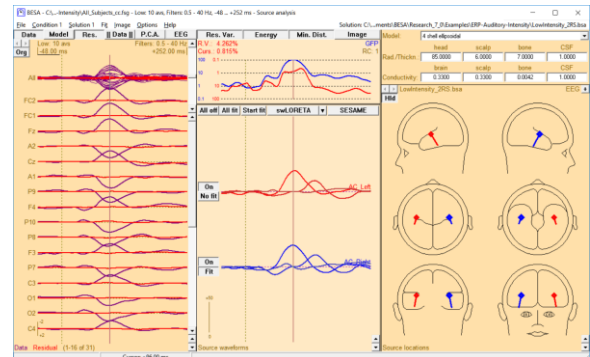 BESA - C:\...-Intensity\All_Subjects_cc.fsg - Low: 10 avs, Filters: 0.5 - 40 Hz, -48 ... +252 ms - Source analysis
File Condition 1 Solution 1 Fit Image Options Help
Solution: C:\...ments\BESA\Research_7_0\Examples\ERP-Auditory-Intensity\LowIntensity_2RS.bsa
Data Model Res. Data P.C.A. EEG
Res. Var. Energy Min. Dist. Image
Model: 4 shell ellipsoidal
Org
Low: 10 avs
Filters: 0.5 - 40 Hz
-48.00 ms
+252.00 ms
R.V.: 4.262%
Curs.: 0.815%
GFP
RC: 1
head scalp bone CSF
Rad./Thickn.: 85.0000 6.0000 7.0000 1.0000
brain scalp bone CSF
Conductivity: 0.3300 0.3300 0.0042 1.0000
All off All fit Start fit swLORETA SESAME
LowIntensity_2RS.bsa
EEG
Hld
All
FC2
FC1
Fz
A2
Cz
A1
P9
F4
P10
P8
F3
P7
C3
O1
O2
C4
On
No fit
AC_Left
On
Fit
AC_Right
Data Residual (1-16 of 31)
Source waveforms
Source locations